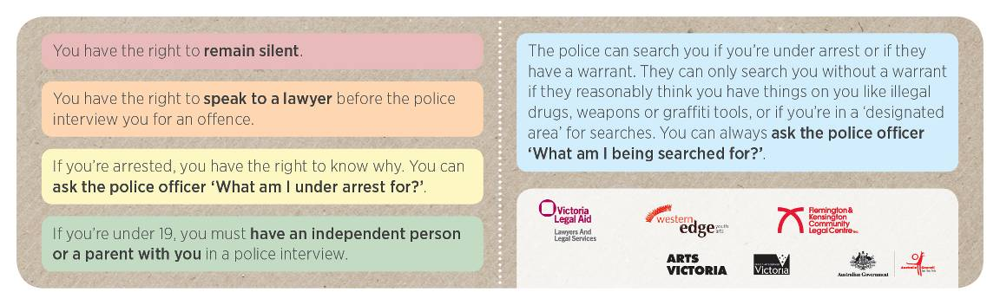 You have the right to remain silent.
You have the right to speak to a lawyer before the police
interview you for an offence.
If you're arrested, you have the right to know why. You can
ask the police officer ‘What am I under arrest for?’.
If you're under 19, you must have an independent person
or a parent with you in a police interview.
The police can search you if you're under arrest or if they
have a warrant. They can only search you without a warrant
if they reasonably think you have things on you like illegal
drugs, weapons or graffiti tools, or if you're in a ‘designated
area’ for searches. You can always ask the police officer
‘What am I being searched for?’.
Victoria
Legal Aid
Lawyers And
Legal Services
western
edge youth
arts
Flemington &
Kensington
Community
Legal Centre Inc.
ARTS
VICTORIA
Victoria
Australian Government
Australia Council
for the Arts